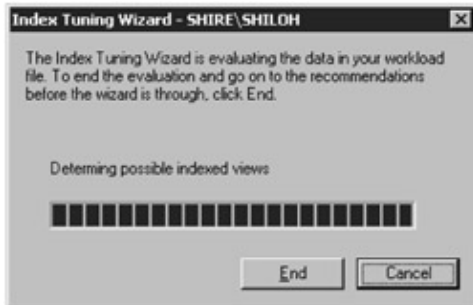 Index Tuning Wizard - SHIRE\SHILOH
The Index Tuning Wizard is evaluating the data in your workload
file. To end the evaluation and go on to the recommendations
before the wizard is through, click End.
Determing possible indexed views
End
Cancel